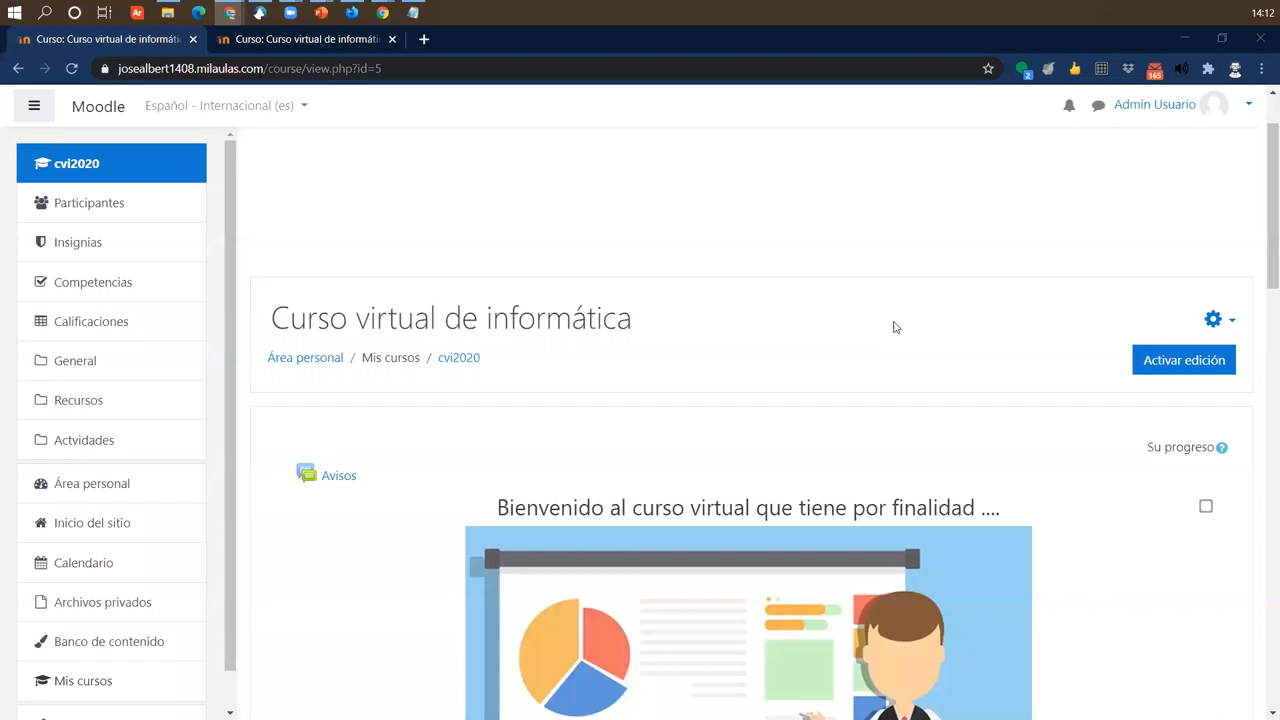 14:12
Curso: Curso virtual de informáti
Curso: Curso virtual de informáti
josealbert1408.milaulas.com/course/view.php?id=5
2
165
Moodle
Español - Internacional (es)
Admin Usuario
cvi2020
Participantes
Insignias
Competencias
Calificaciones
General
Recursos
Actvidades
Área personal
Inicio del sitio
Calendario
Archivos privados
Banco de contenido
Mis cursos
Curso virtual de informática
Área personal / Mis cursos / cvi2020
Activar edición
Su progreso
Avisos
Bienvenido al curso virtual que tiene por finalidad ....